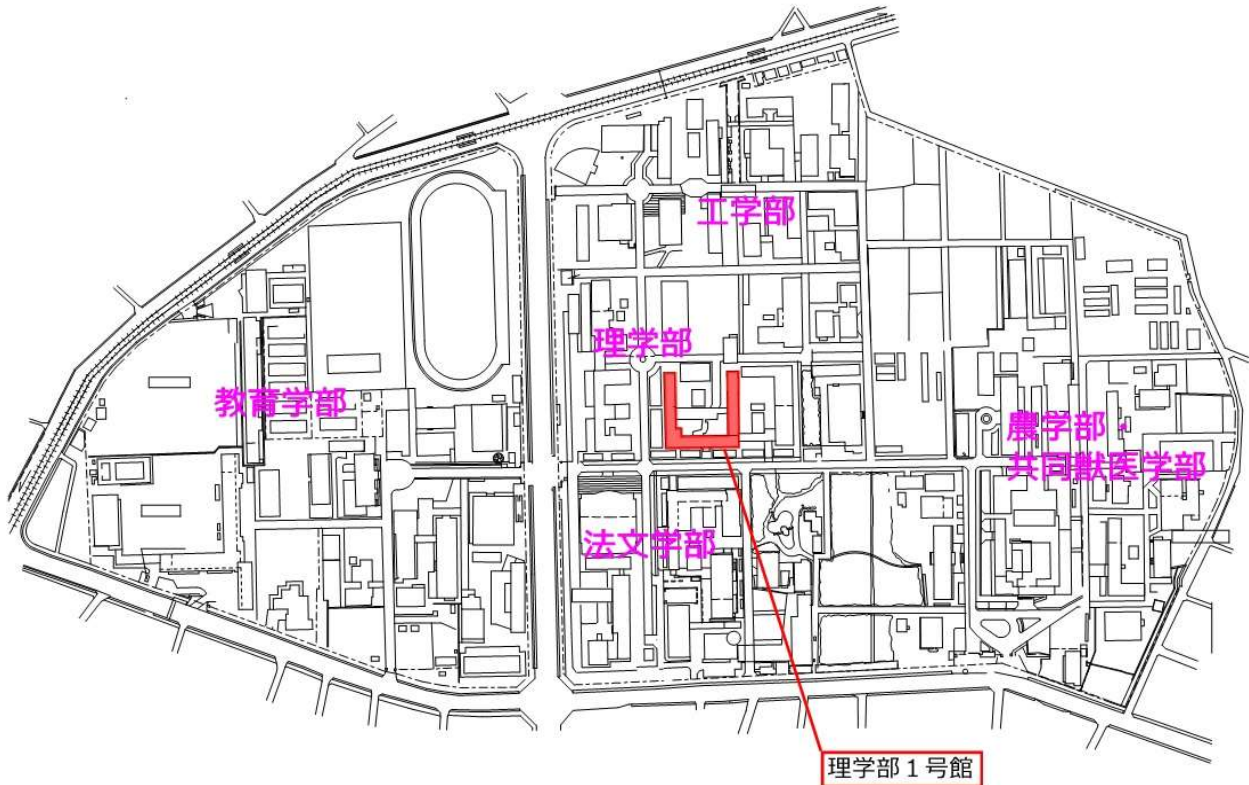 工学部
理学部
教育学部
農学部・
共同獣医学部
法文学部
理学部１号館